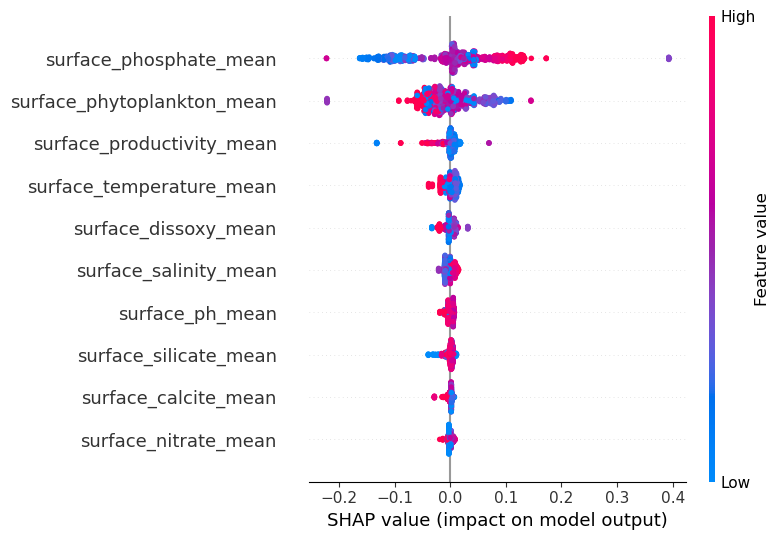 High
surface_phosphate_mean
surface_phytoplankton_mean
surface_productivity_mean
surface_temperature_mean
surface_dissoxy_mean
surface_salinity_mean
surface_ph_mean
surface_silicate_mean
surface_calcite_mean
surface_nitrate_mean
Feature value
Low
−0.2 −0.1 0.0 0.1 0.2 0.3 0.4
SHAP value (impact on model output)